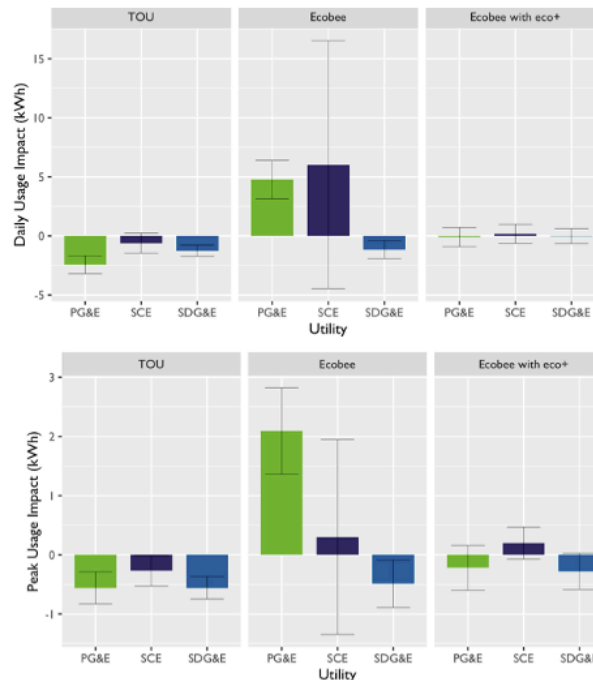 TOU Ecobee Ecobee with eco+
Daily Usage Impact (kWh)
15
10
5
0
-5
PG&E SCE SDG&E PG&E SCE SDG&E PG&E SCE SDG&E
Utility
TOU Ecobee Ecobee with eco+
Peak Usage Impact (kWh)
3
2
1
0
-1
PG&E SCE SDG&E PG&E SCE SDG&E PG&E SCE SDG&E
Utility